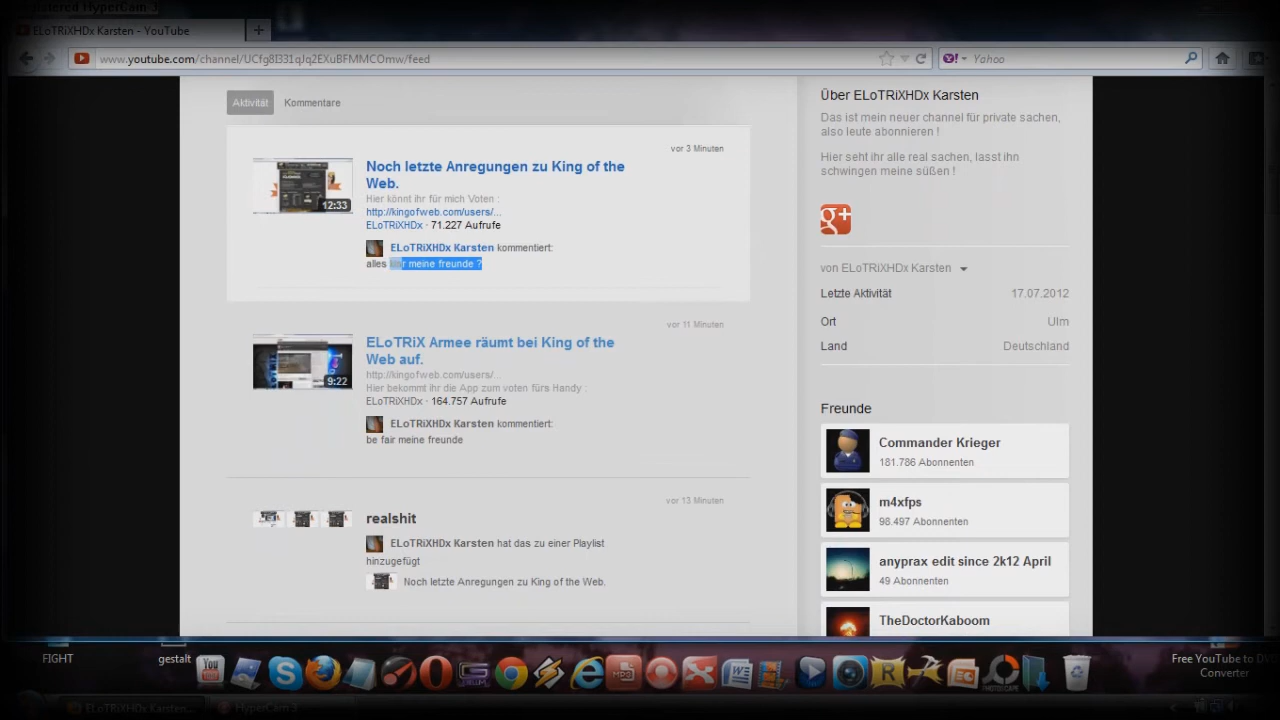 HyperCam 3
ELoTRiXHDx Karsten - YouTube
www.youtube.com/channel/UCfg8I331qJq2EXuBFMMCOmw/feed
Yahoo
Aktivität
Kommentare
vor 3 Minuten
Noch letzte Anregungen zu King of the
Web.
Hier könnt ihr für mich Voten :
http://kingofweb.com/users/...
ELoTRiXHDx · 71.227 Aufrufe
12:33
ELoTRiXHDx Karsten kommentiert:
alles klar meine freunde ?
vor 11 Minuten
ELoTRiX Armee räumt bei King of the
Web auf.
http://kingofweb.com/users/...
Hier bekommt ihr die App zum voten fürs Handy :
ELoTRiXHDx · 164.757 Aufrufe
9:22
ELoTRiXHDx Karsten kommentiert:
be fair meine freunde
vor 13 Minuten
realshit
ELoTRiXHDx Karsten hat das zu einer Playlist
hinzugefügt
Noch letzte Anregungen zu King of the Web.
Über ELoTRiXHDx Karsten
Das ist mein neuer channel für private sachen,
also leute abonnieren !
Hier seht ihr alle real sachen, lasst ihn
schwingen meine süßen !
g+
von ELoTRiXHDx Karsten
Letzte Aktivität 17.07.2012
Ort Ulm
Land Deutschland
Freunde
Commander Krieger
181.786 Abonnenten
m4xfps
98.497 Abonnenten
anyprax edit since 2k12 April
49 Abonnenten
TheDoctorKaboom
FIGHT
gestalt
You
Free YouTube to DVD
Converter
ELoTRiXHDx Karsten...
HyperCam 3